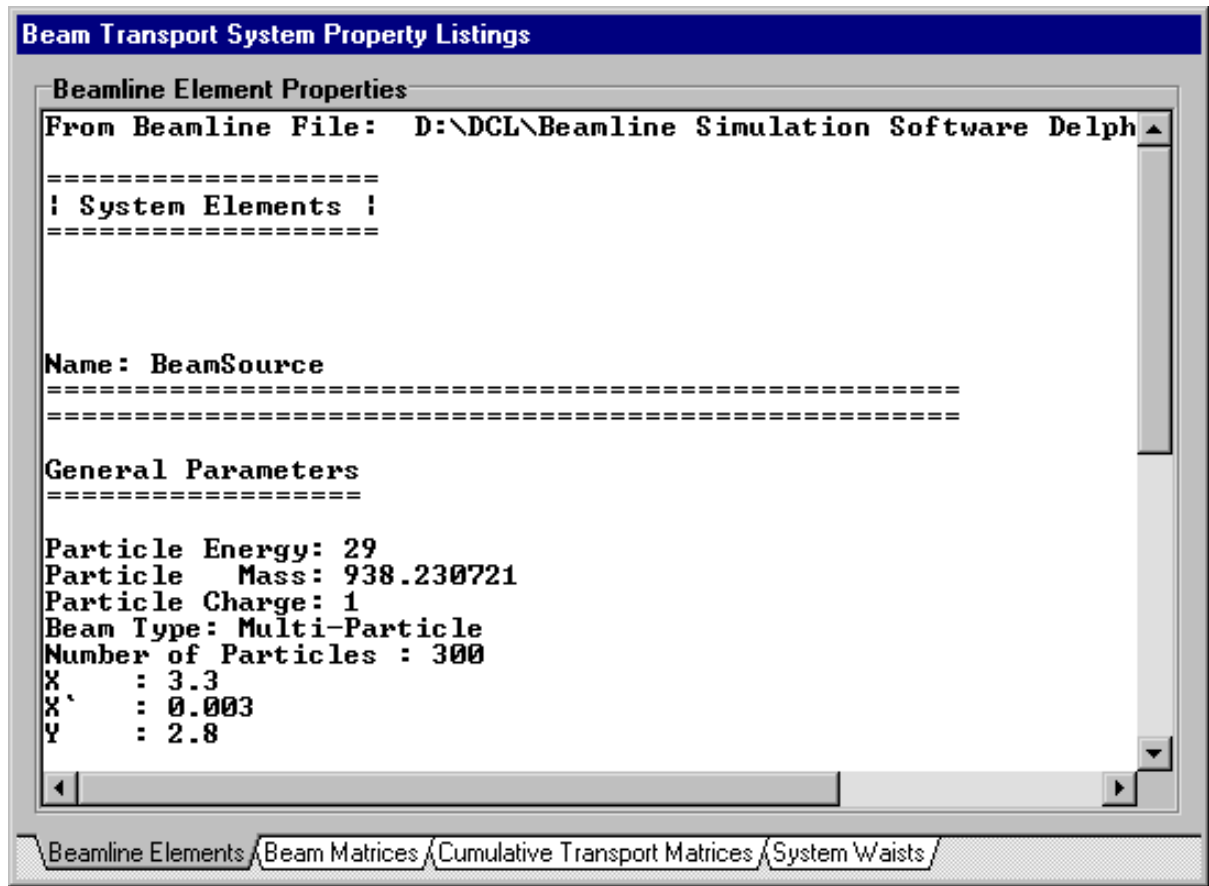 Beam Transport System Property Listings
Beamline Element Properties
From Beamline File:  D:\DCL\Beamline Simulation Software Delph
===================
¦ System Elements ¦
===================
Name: BeamSource
====================================================
====================================================
General Parameters
==================
Particle Energy: 29
Particle   Mass: 938.230721
Particle Charge: 1
Beam Type: Multi-Particle
Number of Particles : 300
X    : 3.3
X`   : 0.003
Y    : 2.8
Beamline Elements Beam Matrices Cumulative Transport Matrices System Waists